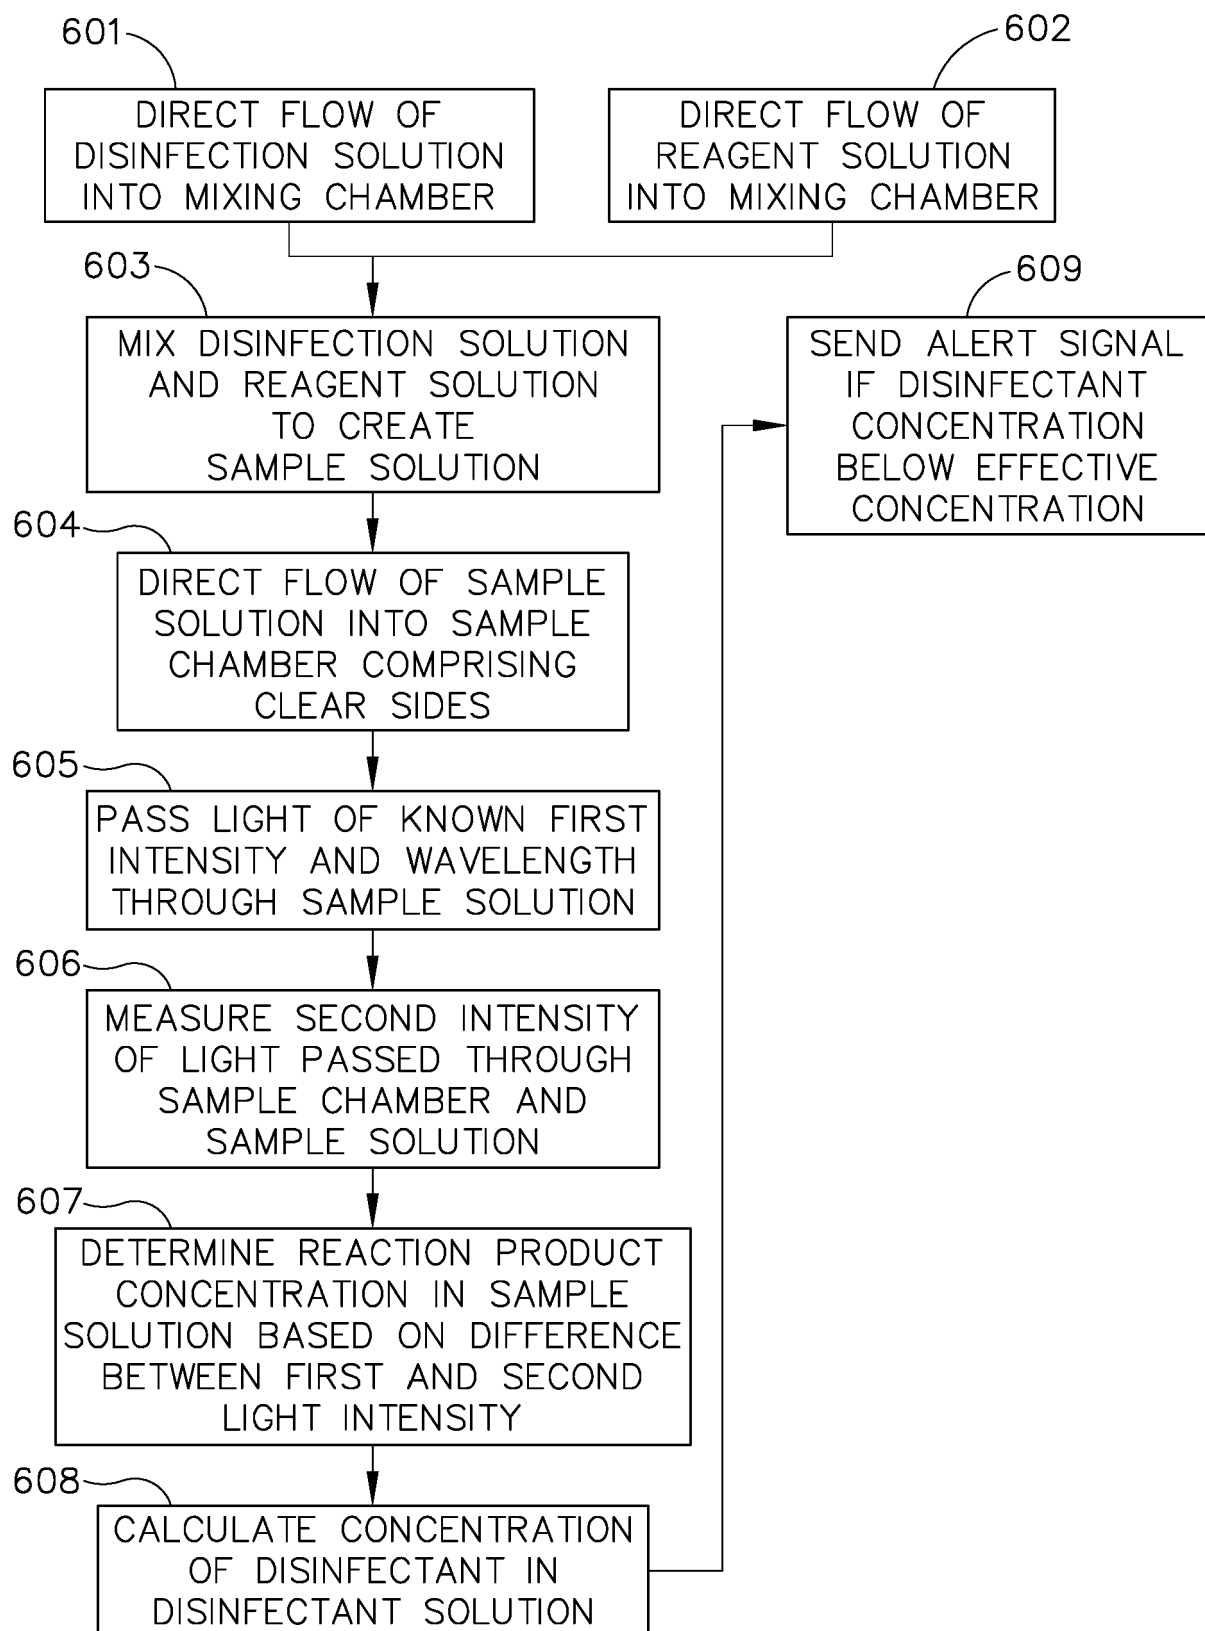 601
DIRECT FLOW OF
DISINFECTION SOLUTION
INTO MIXING CHAMBER
602
DIRECT FLOW OF
REAGENT SOLUTION
INTO MIXING CHAMBER
603
MIX DISINFECTION SOLUTION
AND REAGENT SOLUTION
TO CREATE
SAMPLE SOLUTION
604
DIRECT FLOW OF SAMPLE
SOLUTION INTO SAMPLE
CHAMBER COMPRISING
CLEAR SIDES
605
PASS LIGHT OF KNOWN FIRST
INTENSITY AND WAVELENGTH
THROUGH SAMPLE SOLUTION
606
MEASURE SECOND INTENSITY
OF LIGHT PASSED THROUGH
SAMPLE CHAMBER AND
SAMPLE SOLUTION
607
DETERMINE REACTION PRODUCT
CONCENTRATION IN SAMPLE
SOLUTION BASED ON DIFFERENCE
BETWEEN FIRST AND SECOND
LIGHT INTENSITY
608
CALCULATE CONCENTRATION
OF DISINFECTANT IN
DISINFECTANT SOLUTION
609
SEND ALERT SIGNAL
IF DISINFECTANT
CONCENTRATION
BELOW EFFECTIVE
CONCENTRATION